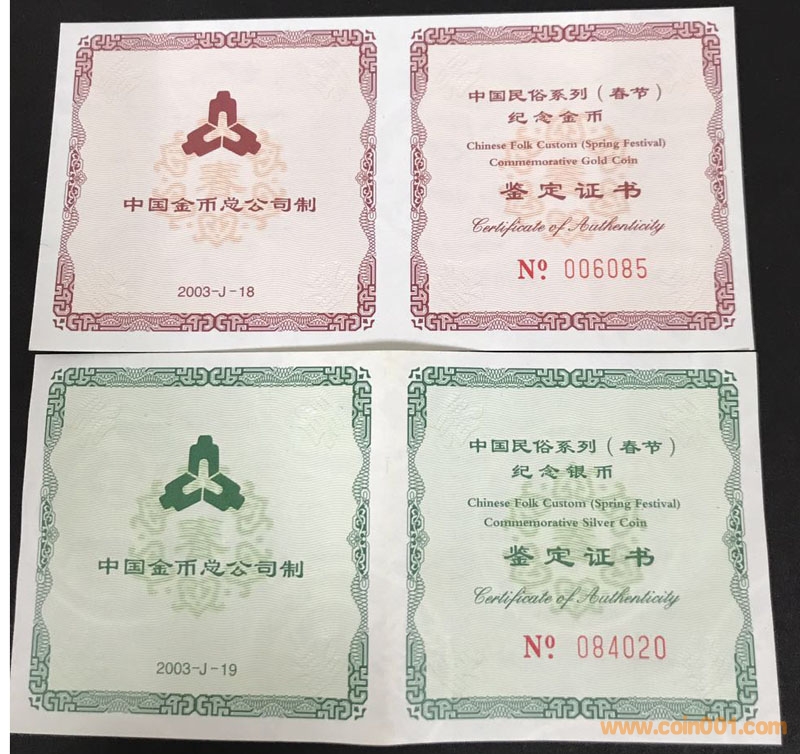 中国金币总公司制
2003-J-18
中国民俗系列（春节）
纪念金币
Chinese Folk Custom (Spring Festival)
Commemorative Gold Coin
鉴定证书
Certificate of Authenticity
Nº 006085
中国金币总公司制
2003-J-19
中国民俗系列（春节）
纪念银币
Chinese Folk Custom (Spring Festival)
Commemorative Silver Coin
鉴定证书
Certificate of Authenticity
Nº 084020
www.coin001.com